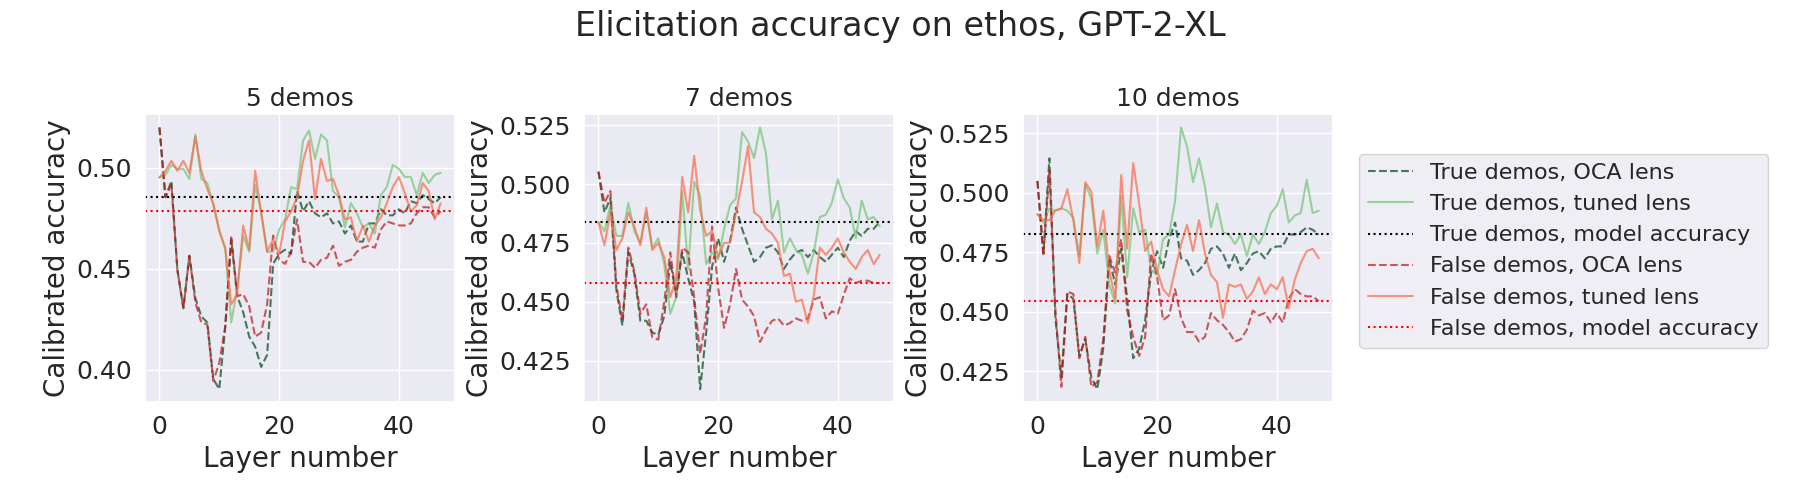 Elicitation accuracy on ethos, GPT-2-XL
5 demos
Calibrated accuracy
0.50
0.45
0.40
0
20
40
Layer number
7 demos
Calibrated accuracy
0.525
0.500
0.475
0.450
0.425
0
20
40
Layer number
10 demos
Calibrated accuracy
0.525
0.500
0.475
0.450
0.425
0
20
40
Layer number
True demos, OCA lens
True demos, tuned lens
True demos, model accuracy
False demos, OCA lens
False demos, tuned lens
False demos, model accuracy